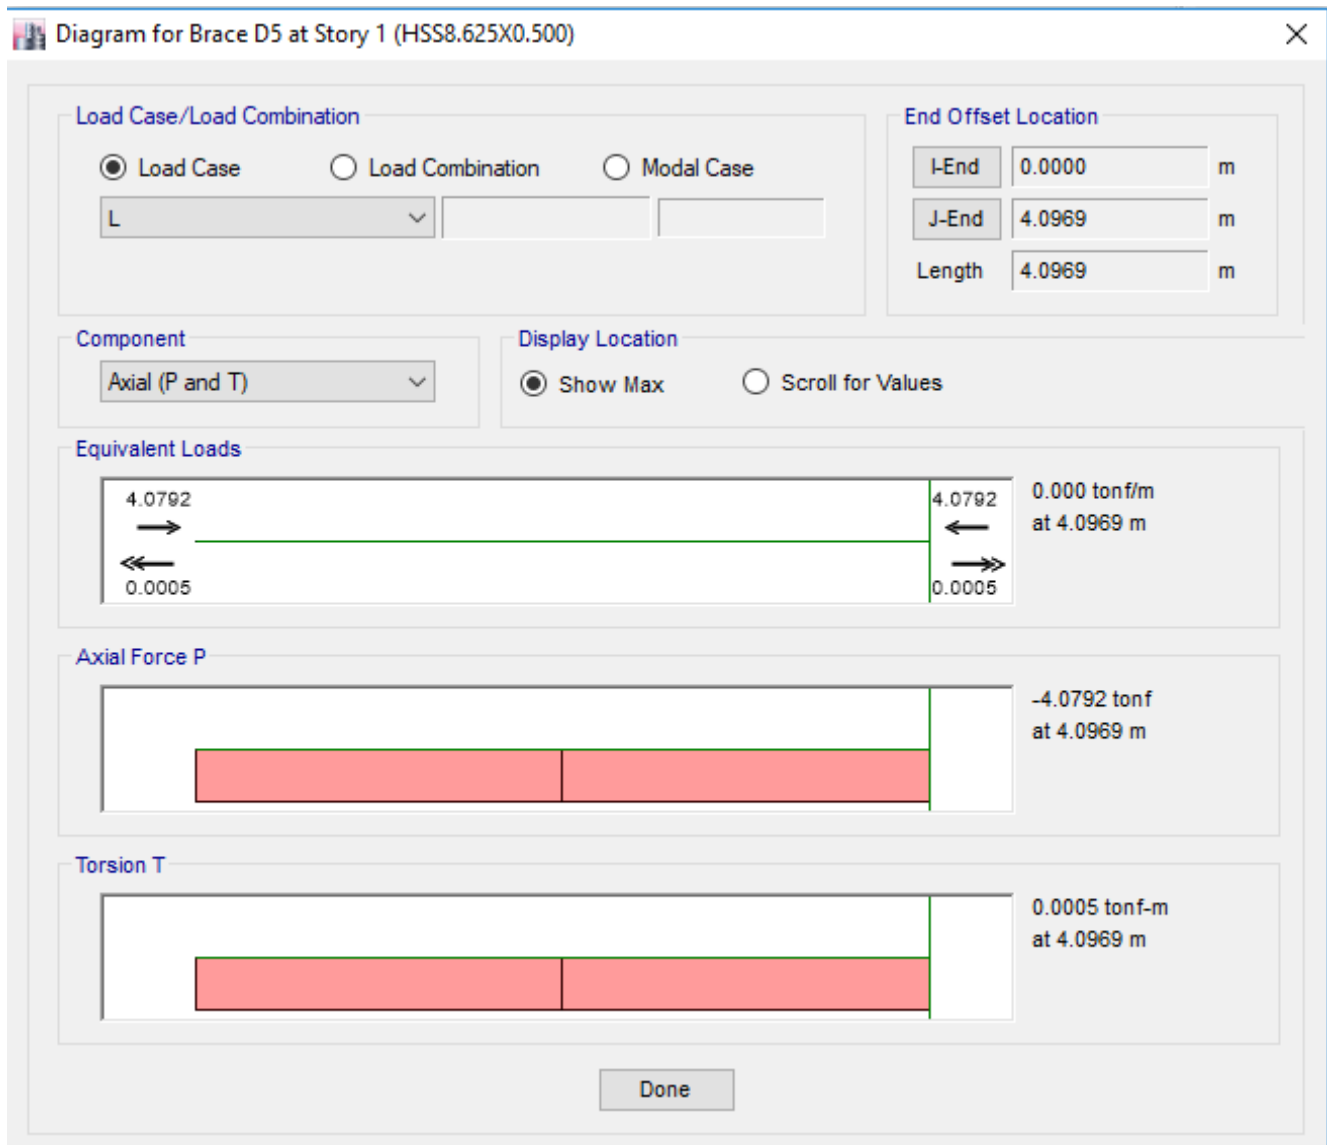 Diagram for Brace D5 at Story 1 (HSS8.625X0.500)
Load Case/Load Combination
Load Case Load Combination Modal Case
L
End Offset Location
I-End 0.0000 m
J-End 4.0969 m
Length 4.0969 m
Component
Axial (P and T)
Display Location
Show Max Scroll for Values
Equivalent Loads
4.0792 4.0792
0.0005 0.0005
0.000 tonf/m
at 4.0969 m
Axial Force P
-4.0792 tonf
at 4.0969 m
Torsion T
0.0005 tonf-m
at 4.0969 m
Done